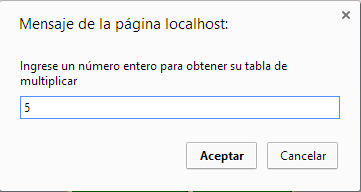 Mensaje de la página localhost:
Ingrese un número entero para obtener su tabla de
multiplicar
5
Aceptar
Cancelar